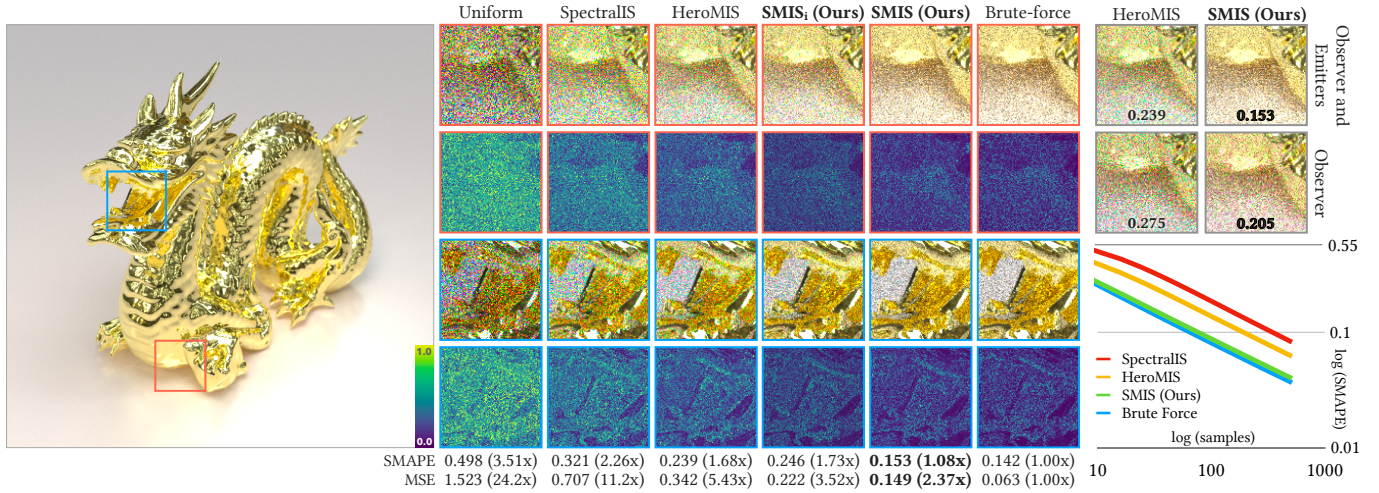 Uniform SpectralIS HeroMIS SMISᵢ (Ours) SMIS (Ours) Brute-force HeroMIS SMIS (Ours)
Observer and
Emitters
0.239 0.153
Observer
0.275 0.205
1.0
0.0
SMAPE 0.498 (3.51x) 0.321 (2.26x) 0.239 (1.68x) 0.246 (1.73x) 0.153 (1.08x) 0.142 (1.00x)
MSE 1.523 (24.2x) 0.707 (11.2x) 0.342 (5.43x) 0.222 (3.52x) 0.149 (2.37x) 0.063 (1.00x)
0.55
0.1
log (SMAPE)
SpectralIS
HeroMIS
SMIS (Ours)
Brute Force
log (samples)
0.01
10 100 1000